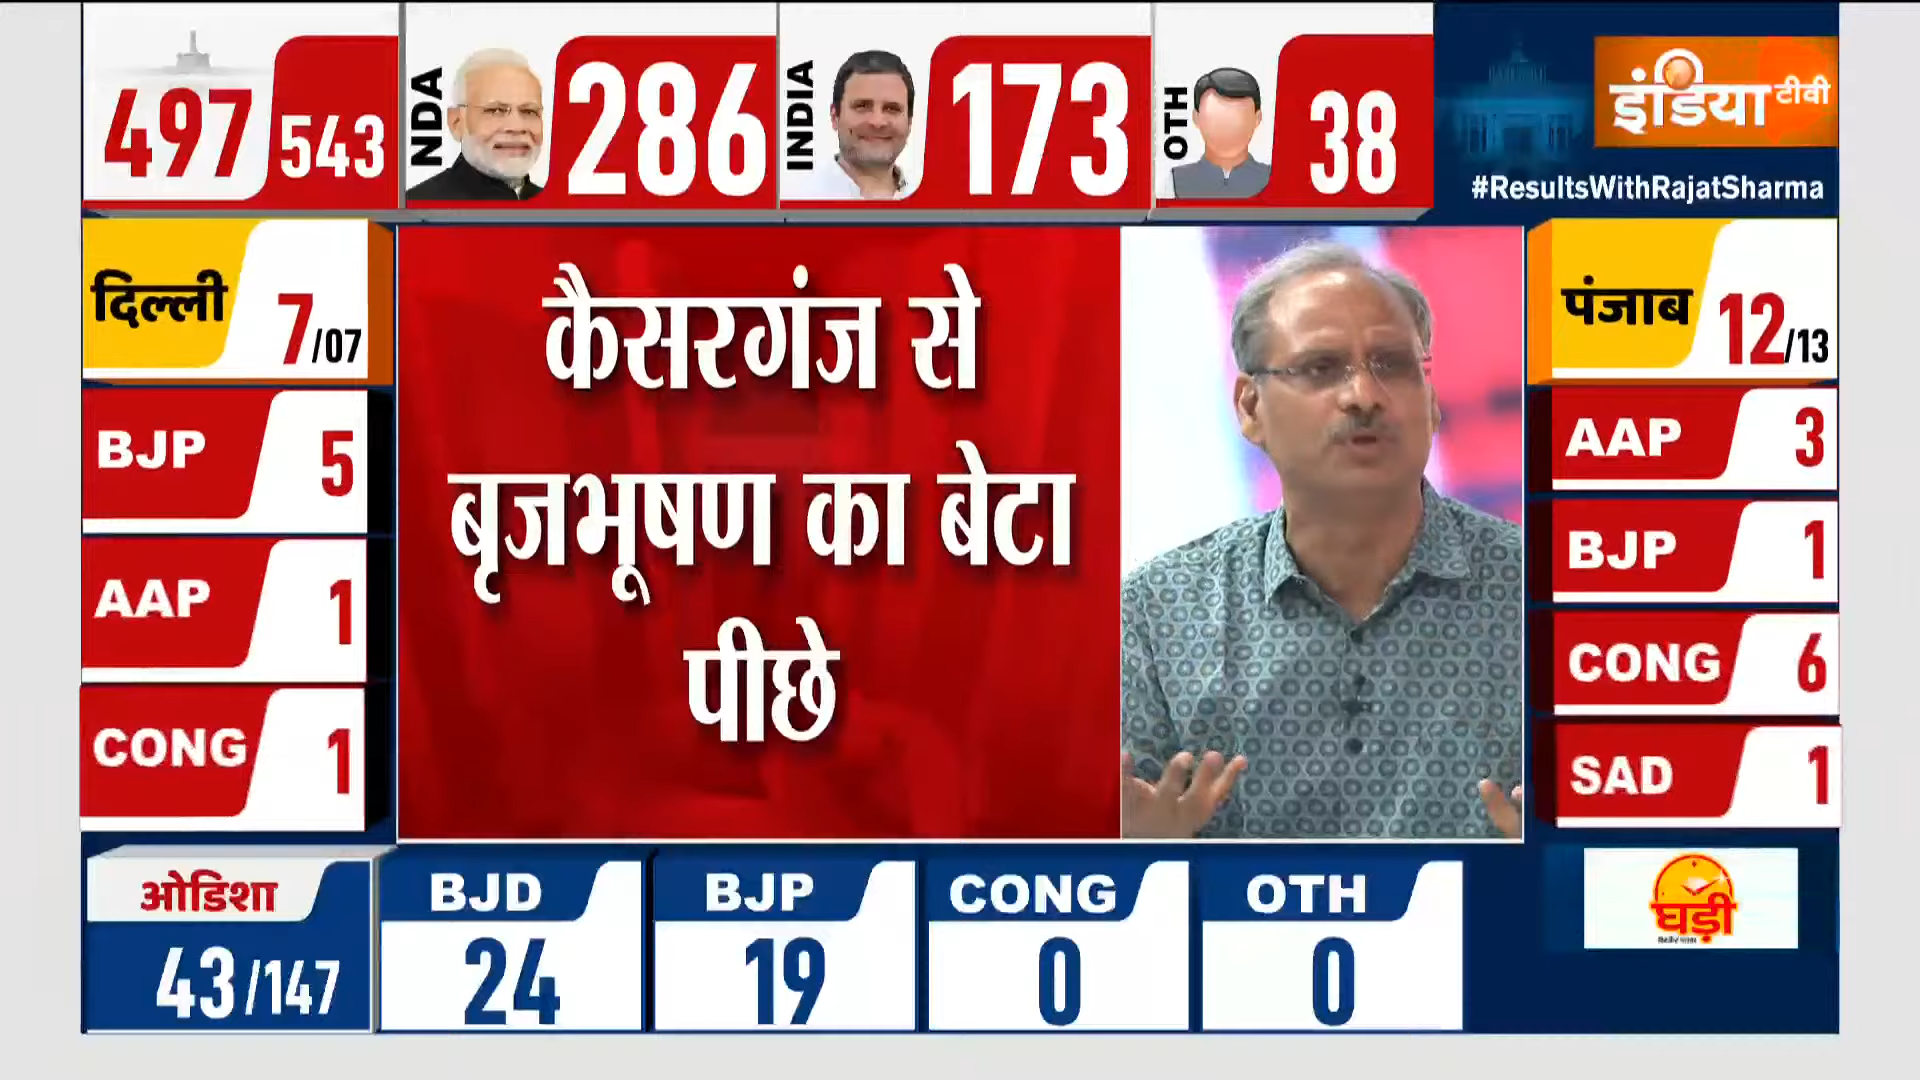 497 543
NDA 286
INDIA 173
OTH 38
इंडिया टीवी
#ResultsWithRajatSharma
दिल्ली 7/07
BJP 5
AAP 1
CONG 1
कैसरगंज से
बृजभूषण का बेटा
पीछे
पंजाब 12/13
AAP 3
BJP 1
CONG 6
SAD 1
ओडिशा 43/147
BJD 24
BJP 19
CONG 0
OTH 0
घड़ी